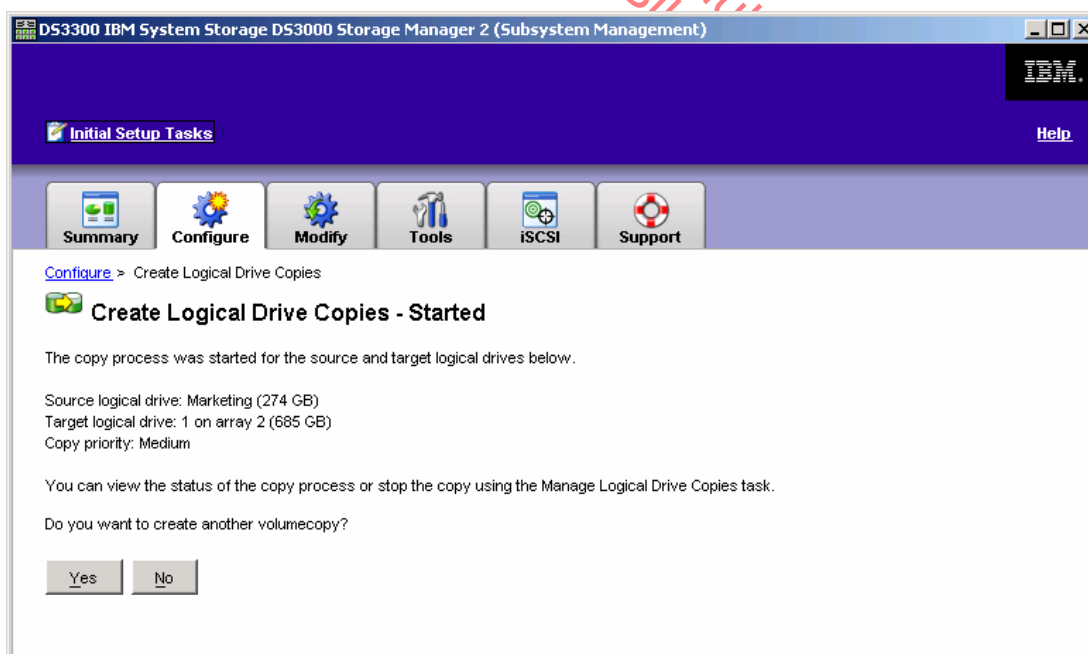 DS3300 IBM System Storage DS3000 Storage Manager 2 (Subsystem Management)
IBM.
Initial Setup Tasks
Help
Summary
Configure
Modify
Tools
iSCSI
Support
Configure > Create Logical Drive Copies
Create Logical Drive Copies - Started
The copy process was started for the source and target logical drives below.
Source logical drive: Marketing (274 GB)
Target logical drive: 1 on array 2 (685 GB)
Copy priority: Medium
You can view the status of the copy process or stop the copy using the Manage Logical Drive Copies task.
Do you want to create another volumecopy?
Yes
No